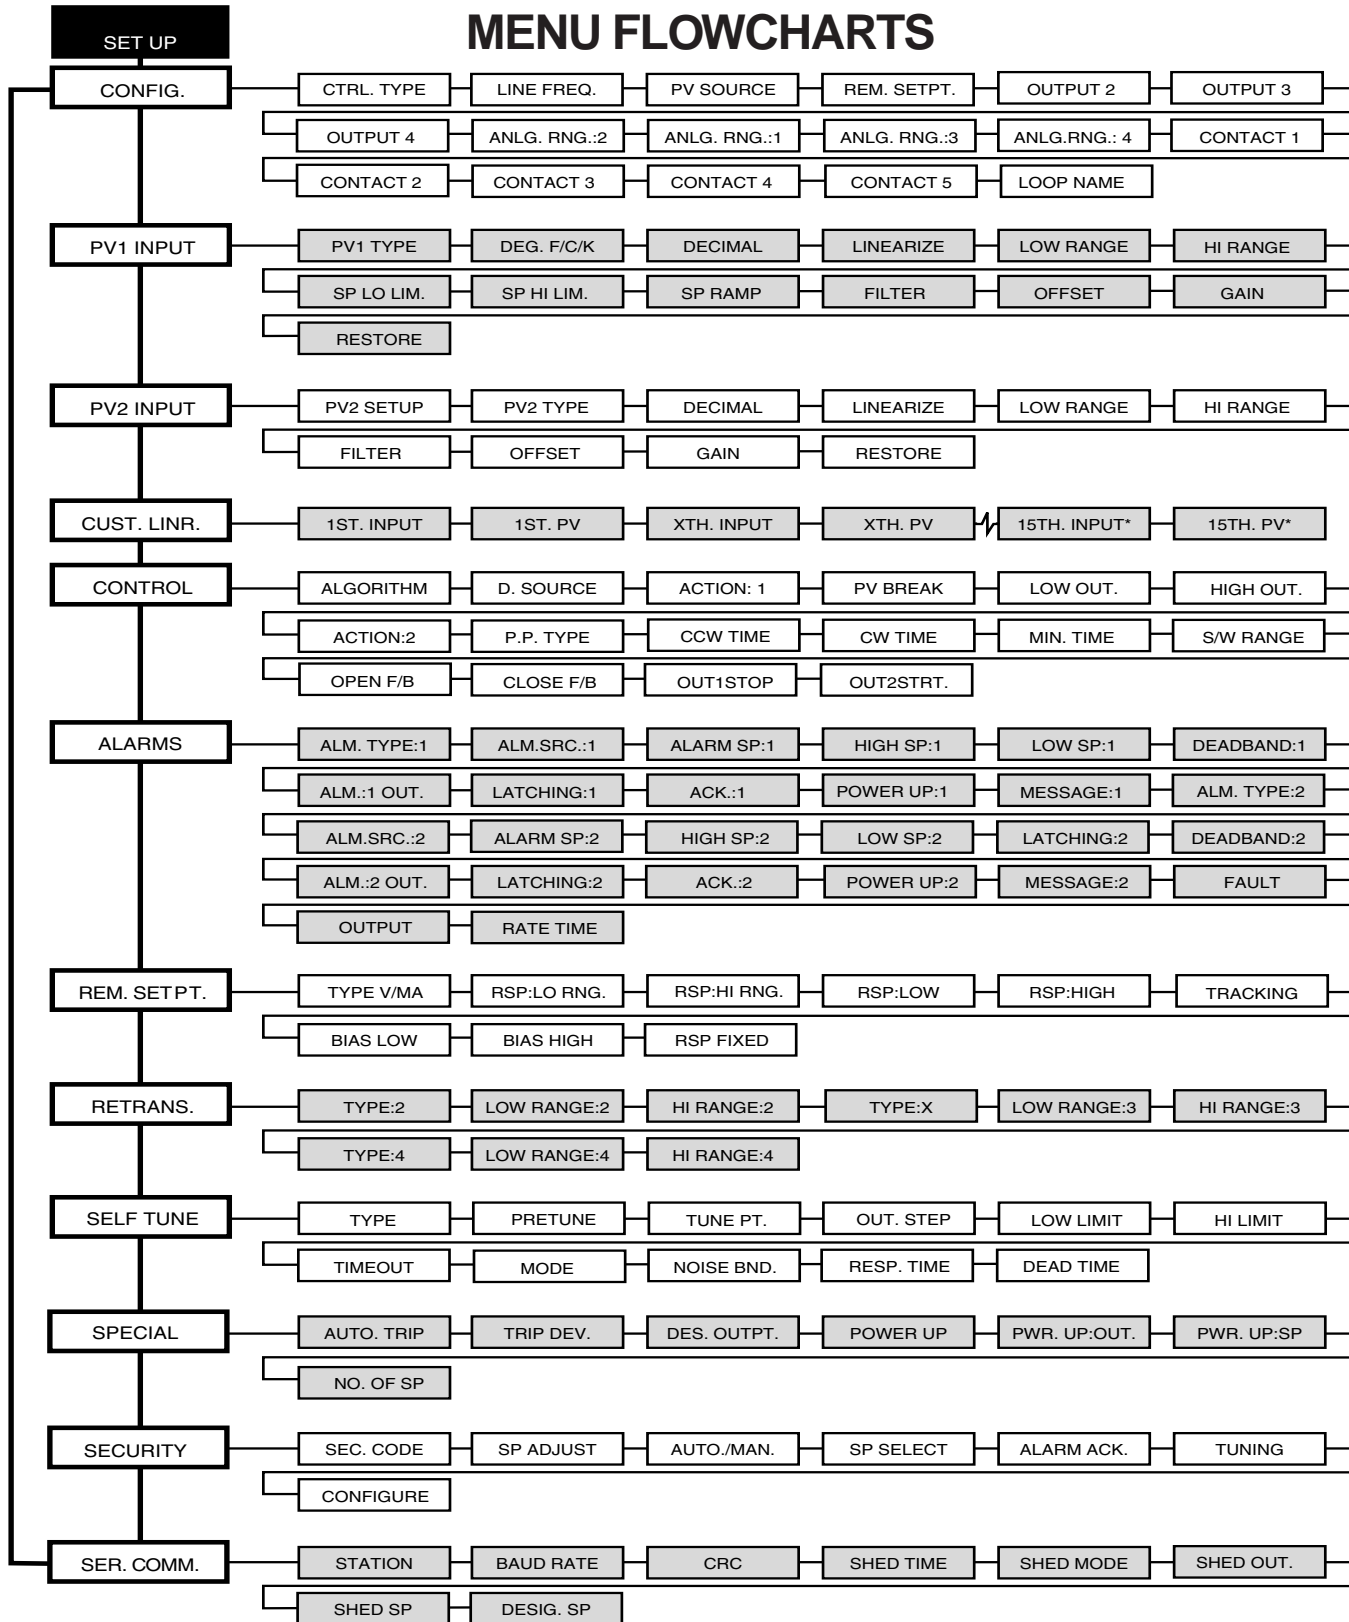 MENU FLOWCHARTS
SET UP
CONFIG. CTRL. TYPE LINE FREQ. PV SOURCE REM. SETPT. OUTPUT 2 OUTPUT 3
OUTPUT 4 ANLG. RNG.:2 ANLG. RNG.:1 ANLG. RNG.:3 ANLG.RNG.: 4 CONTACT 1
CONTACT 2 CONTACT 3 CONTACT 4 CONTACT 5 LOOP NAME
PV1 INPUT PV1 TYPE DEG. F/C/K DECIMAL LINEARIZE LOW RANGE HI RANGE
SP LO LIM. SP HI LIM. SP RAMP FILTER OFFSET GAIN
RESTORE
PV2 INPUT PV2 SETUP PV2 TYPE DECIMAL LINEARIZE LOW RANGE HI RANGE
FILTER OFFSET GAIN RESTORE
CUST. LINR. 1ST. INPUT 1ST. PV XTH. INPUT XTH. PV 15TH. INPUT* 15TH. PV*
CONTROL ALGORITHM D. SOURCE ACTION: 1 PV BREAK LOW OUT. HIGH OUT.
ACTION:2 P.P. TYPE CCW TIME CW TIME MIN. TIME S/W RANGE
OPEN F/B CLOSE F/B OUT1STOP OUT2STRT.
ALARMS ALM. TYPE:1 ALM.SRC.:1 ALARM SP:1 HIGH SP:1 LOW SP:1 DEADBAND:1
ALM.:1 OUT. LATCHING:1 ACK.:1 POWER UP:1 MESSAGE:1 ALM. TYPE:2
ALM.SRC.:2 ALARM SP:2 HIGH SP:2 LOW SP:2 LATCHING:2 DEADBAND:2
ALM.:2 OUT. LATCHING:2 ACK.:2 POWER UP:2 MESSAGE:2 FAULT
OUTPUT RATE TIME
REM. SETPT. TYPE V/MA RSP:LO RNG. RSP:HI RNG. RSP:LOW RSP:HIGH TRACKING
BIAS LOW BIAS HIGH RSP FIXED
RETRANS. TYPE:2 LOW RANGE:2 HI RANGE:2 TYPE:X LOW RANGE:3 HI RANGE:3
TYPE:4 LOW RANGE:4 HI RANGE:4
SELF TUNE TYPE PRETUNE TUNE PT. OUT. STEP LOW LIMIT HI LIMIT
TIMEOUT MODE NOISE BND. RESP. TIME DEAD TIME
SPECIAL AUTO. TRIP TRIP DEV. DES. OUTPT. POWER UP PWR. UP:OUT. PWR. UP:SP
NO. OF SP
SECURITY SEC. CODE SP ADJUST AUTO./MAN. SP SELECT ALARM ACK. TUNING
CONFIGURE
SER. COMM. STATION BAUD RATE CRC SHED TIME SHED MODE SHED OUT.
SHED SP DESIG. SP